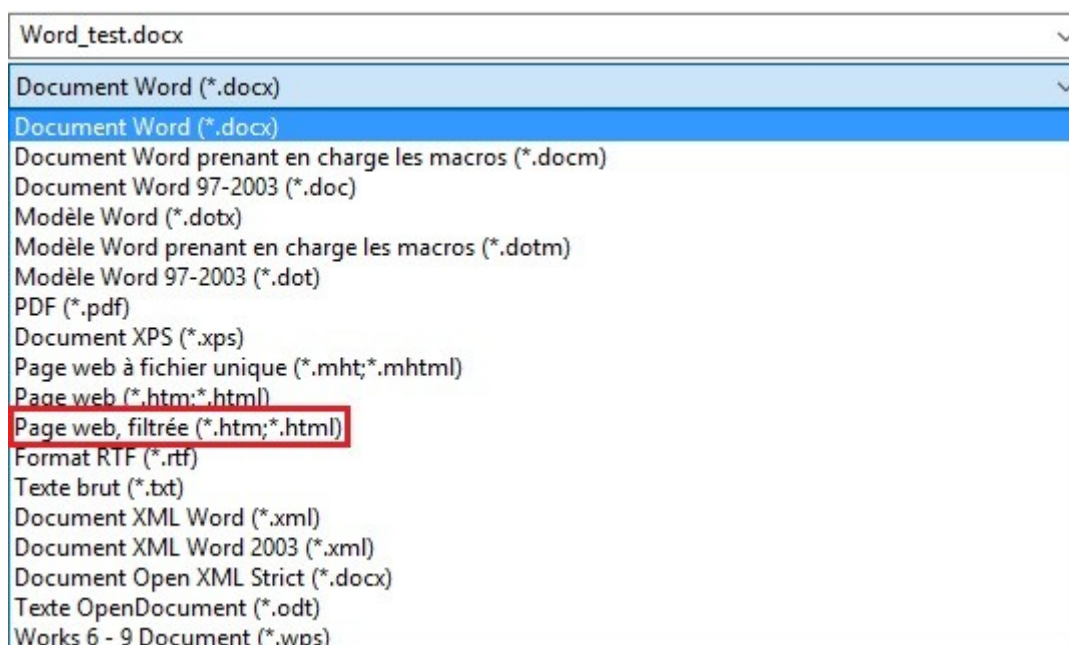 Word_test.docx
Document Word (*.docx)
Document Word (*.docx)
Document Word prenant en charge les macros (*.docm)
Document Word 97-2003 (*.doc)
Modèle Word (*.dotx)
Modèle Word prenant en charge les macros (*.dotm)
Modèle Word 97-2003 (*.dot)
PDF (*.pdf)
Document XPS (*.xps)
Page web à fichier unique (*.mht;*.mhtml)
Page web (*.htm;*.html)
Page web, filtrée (*.htm;*.html)
Format RTF (*.rtf)
Texte brut (*.txt)
Document XML Word (*.xml)
Document XML Word 2003 (*.xml)
Document Open XML Strict (*.docx)
Texte OpenDocument (*.odt)
Works 6 - 9 Document (*.wps)